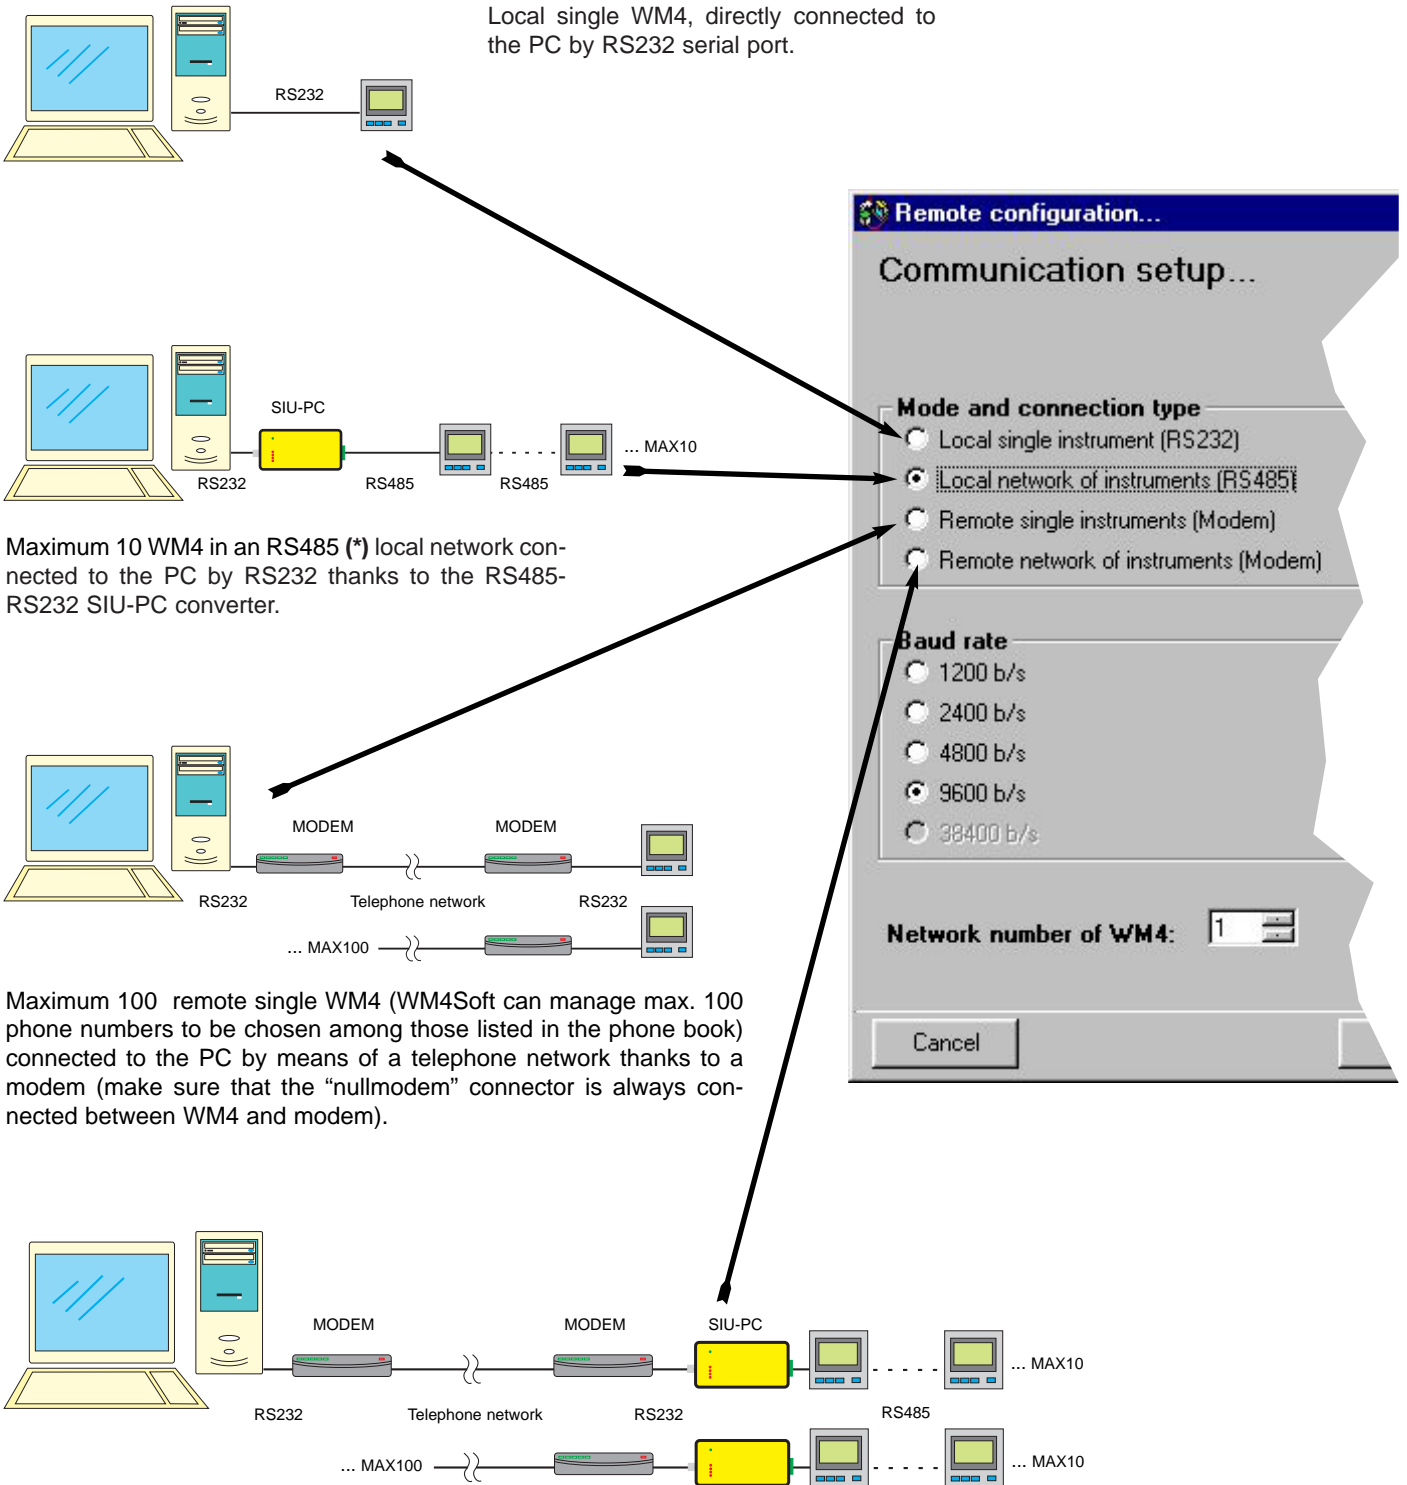 Local single WM4, directly connected to
the PC by RS232 serial port.
RS232
Remote configuration...
Communication setup...
Mode and connection type
Local single instrument (RS232)
Local network of instruments (RS485)
Remote single instruments (Modem)
Remote network of instruments (Modem)
SIU-PC
... MAX10
RS232
RS485
RS485
Maximum 10 WM4 in an RS485 (*) local network con-
nected to the PC by RS232 thanks to the RS485-
RS232 SIU-PC converter.
Baud rate
1200 b/s
2400 b/s
4800 b/s
9600 b/s
38400 b/s
MODEM
MODEM
RS232
Telephone network
RS232
... MAX100
Network number of WM4:
1
Cancel
Maximum 100 remote single WM4 (WM4Soft can manage max. 100
phone numbers to be chosen among those listed in the phone book)
connected to the PC by means of a telephone network thanks to a
modem (make sure that the “nullmodem” connector is always con-
nected between WM4 and modem).
MODEM
MODEM
SIU-PC
... MAX10
RS232
Telephone network
RS232
RS485
... MAX100
... MAX10